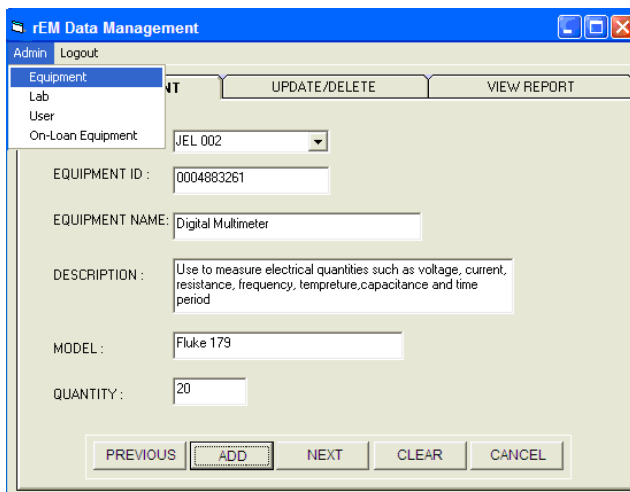 rEM Data Management
Admin Logout
Equipment
Lab
User
On-Loan Equipment
UPDATE/DELETE VIEW REPORT
JEL 002
EQUIPMENT ID : 0004883261
EQUIPMENT NAME: Digital Multimeter
DESCRIPTION : Use to measure electrical quantities such as voltage, current,
resistance, frequency, tempreture,capacitance and time
period
MODEL : Fluke 179
QUANTITY : 20
PREVIOUS ADD NEXT CLEAR CANCEL